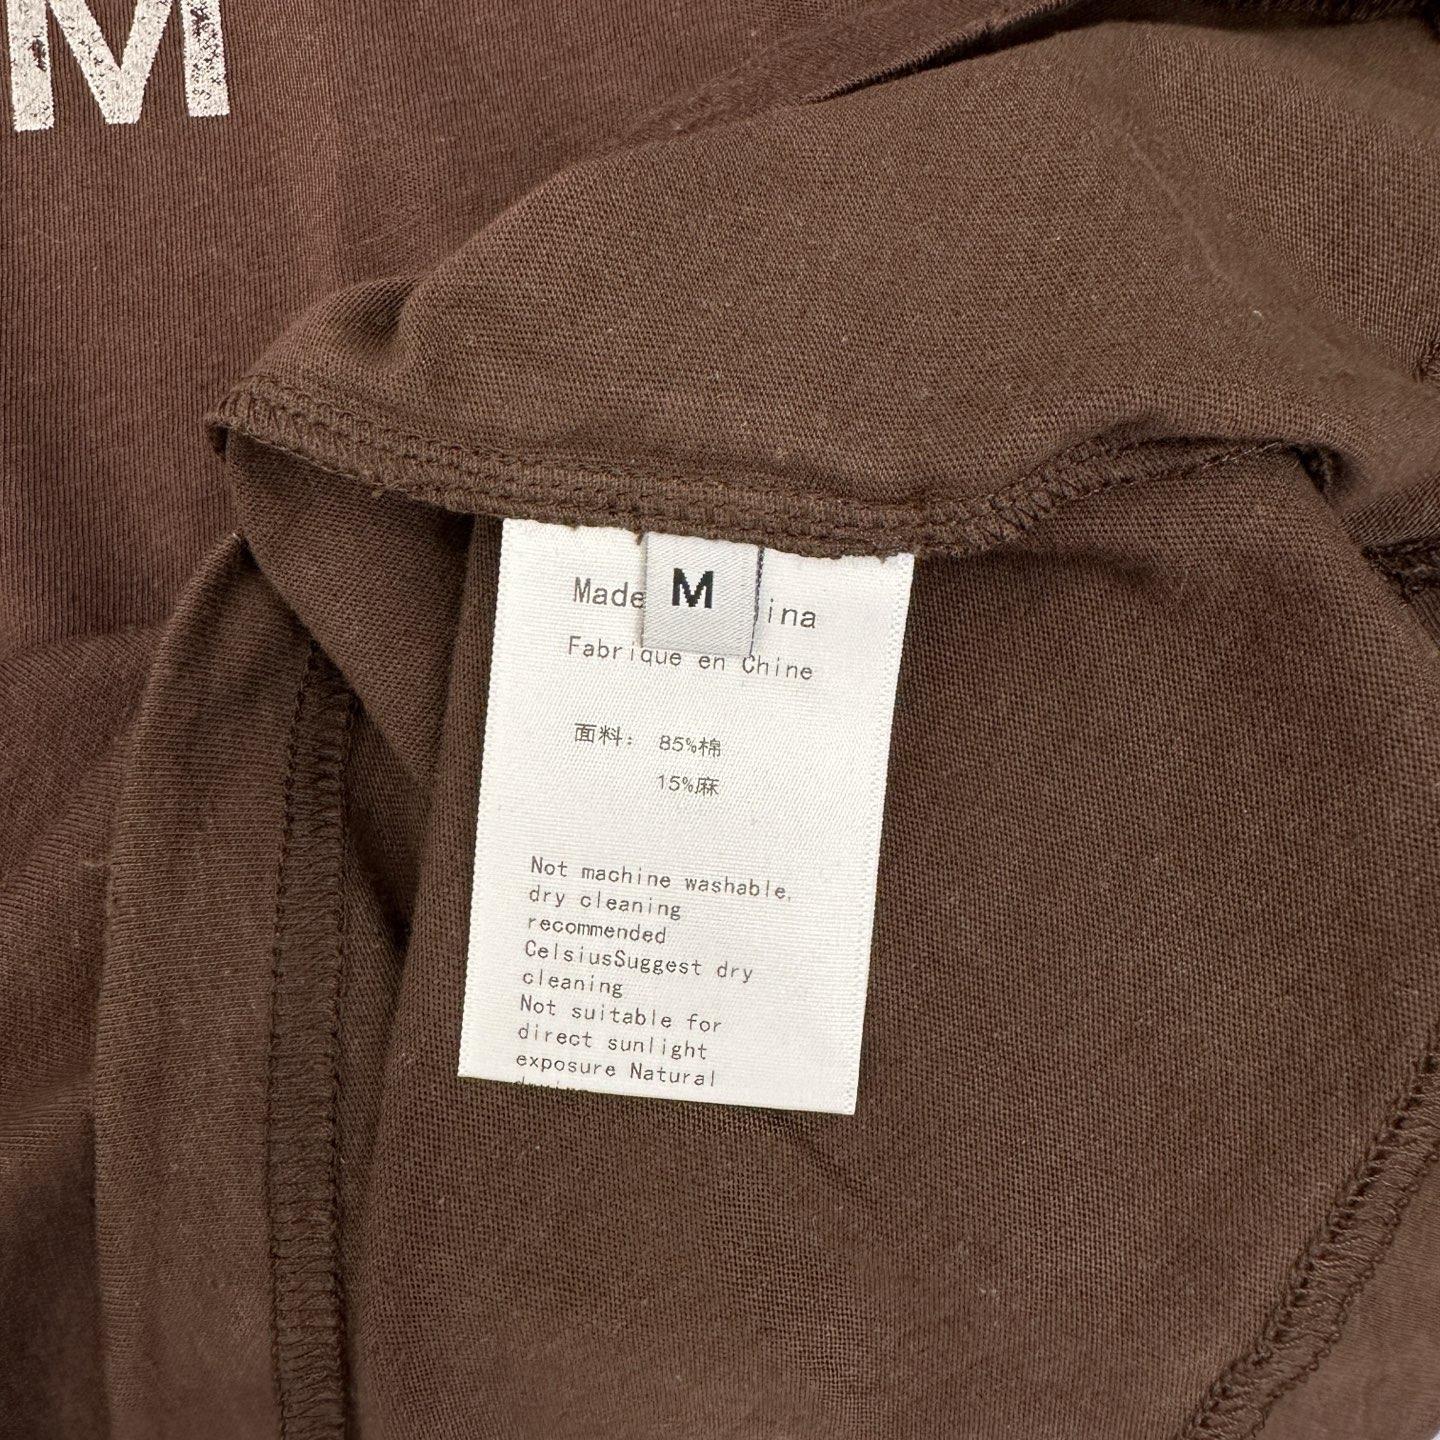 M
M
Made ina
Fabrique en Chine
面料： 85%棉
15%麻
Not machine washable,
dry cleaning
recommended
CelsiusSuggest dry
cleaning
Not suitable for
direct sunlight
exposure Natural